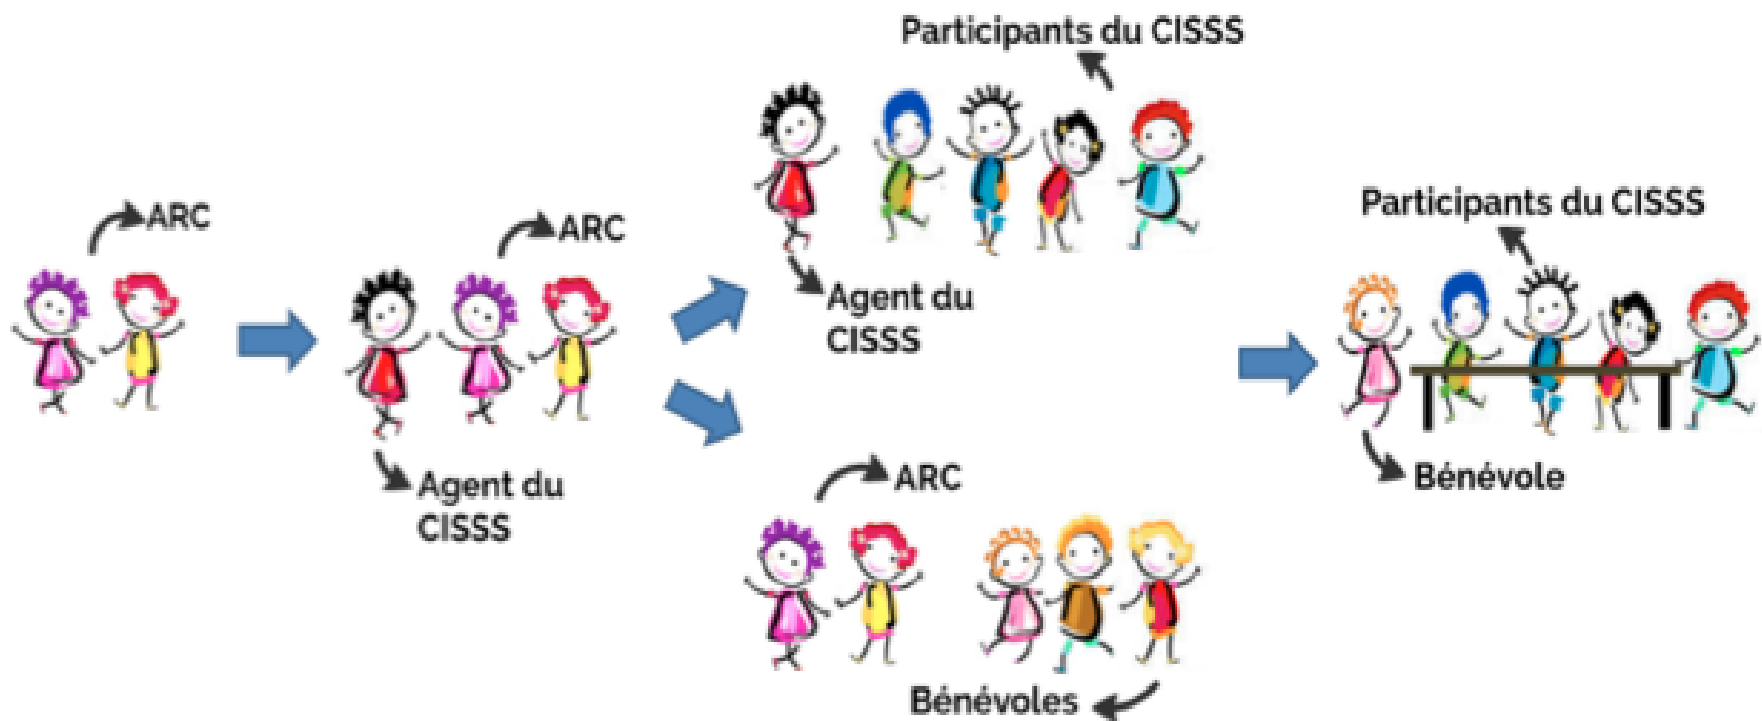 ARC
ARC
Agent du
CISSS
Participants du CISSS
Agent du
CISSS
ARC
Bénévoles
Participants du CISSS
Bénévole